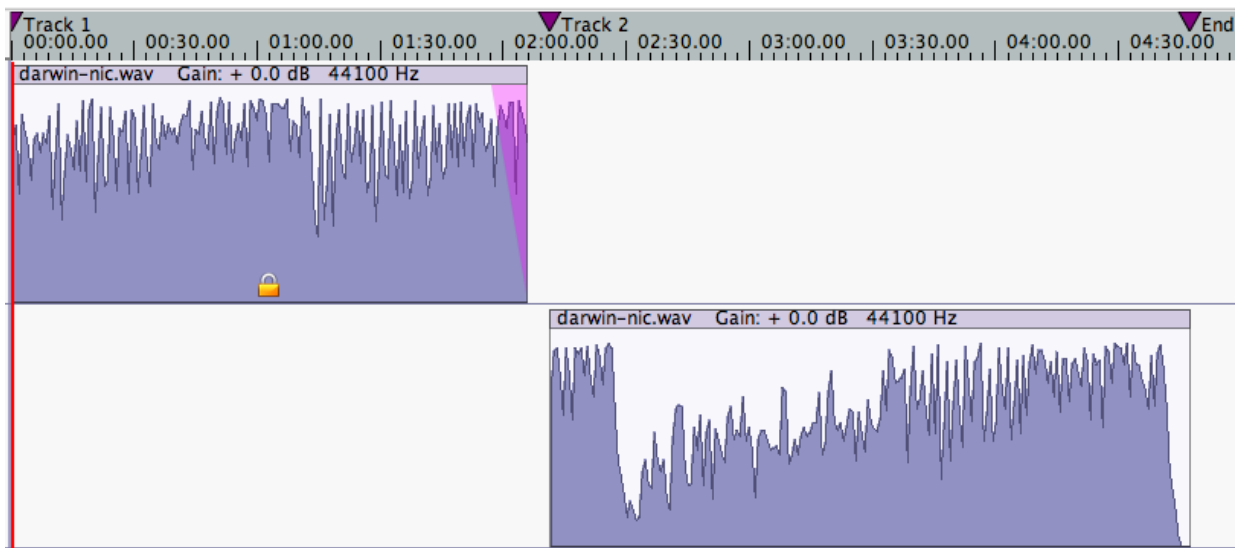 Track 1 Track 2 End
00:00.00 00:30.00 01:00.00 01:30.00 02:00.00 02:30.00 03:00.00 03:30.00 04:00.00 04:30.00
darwin-nic.wav Gain: + 0.0 dB 44100 Hz
darwin-nic.wav Gain: + 0.0 dB 44100 Hz